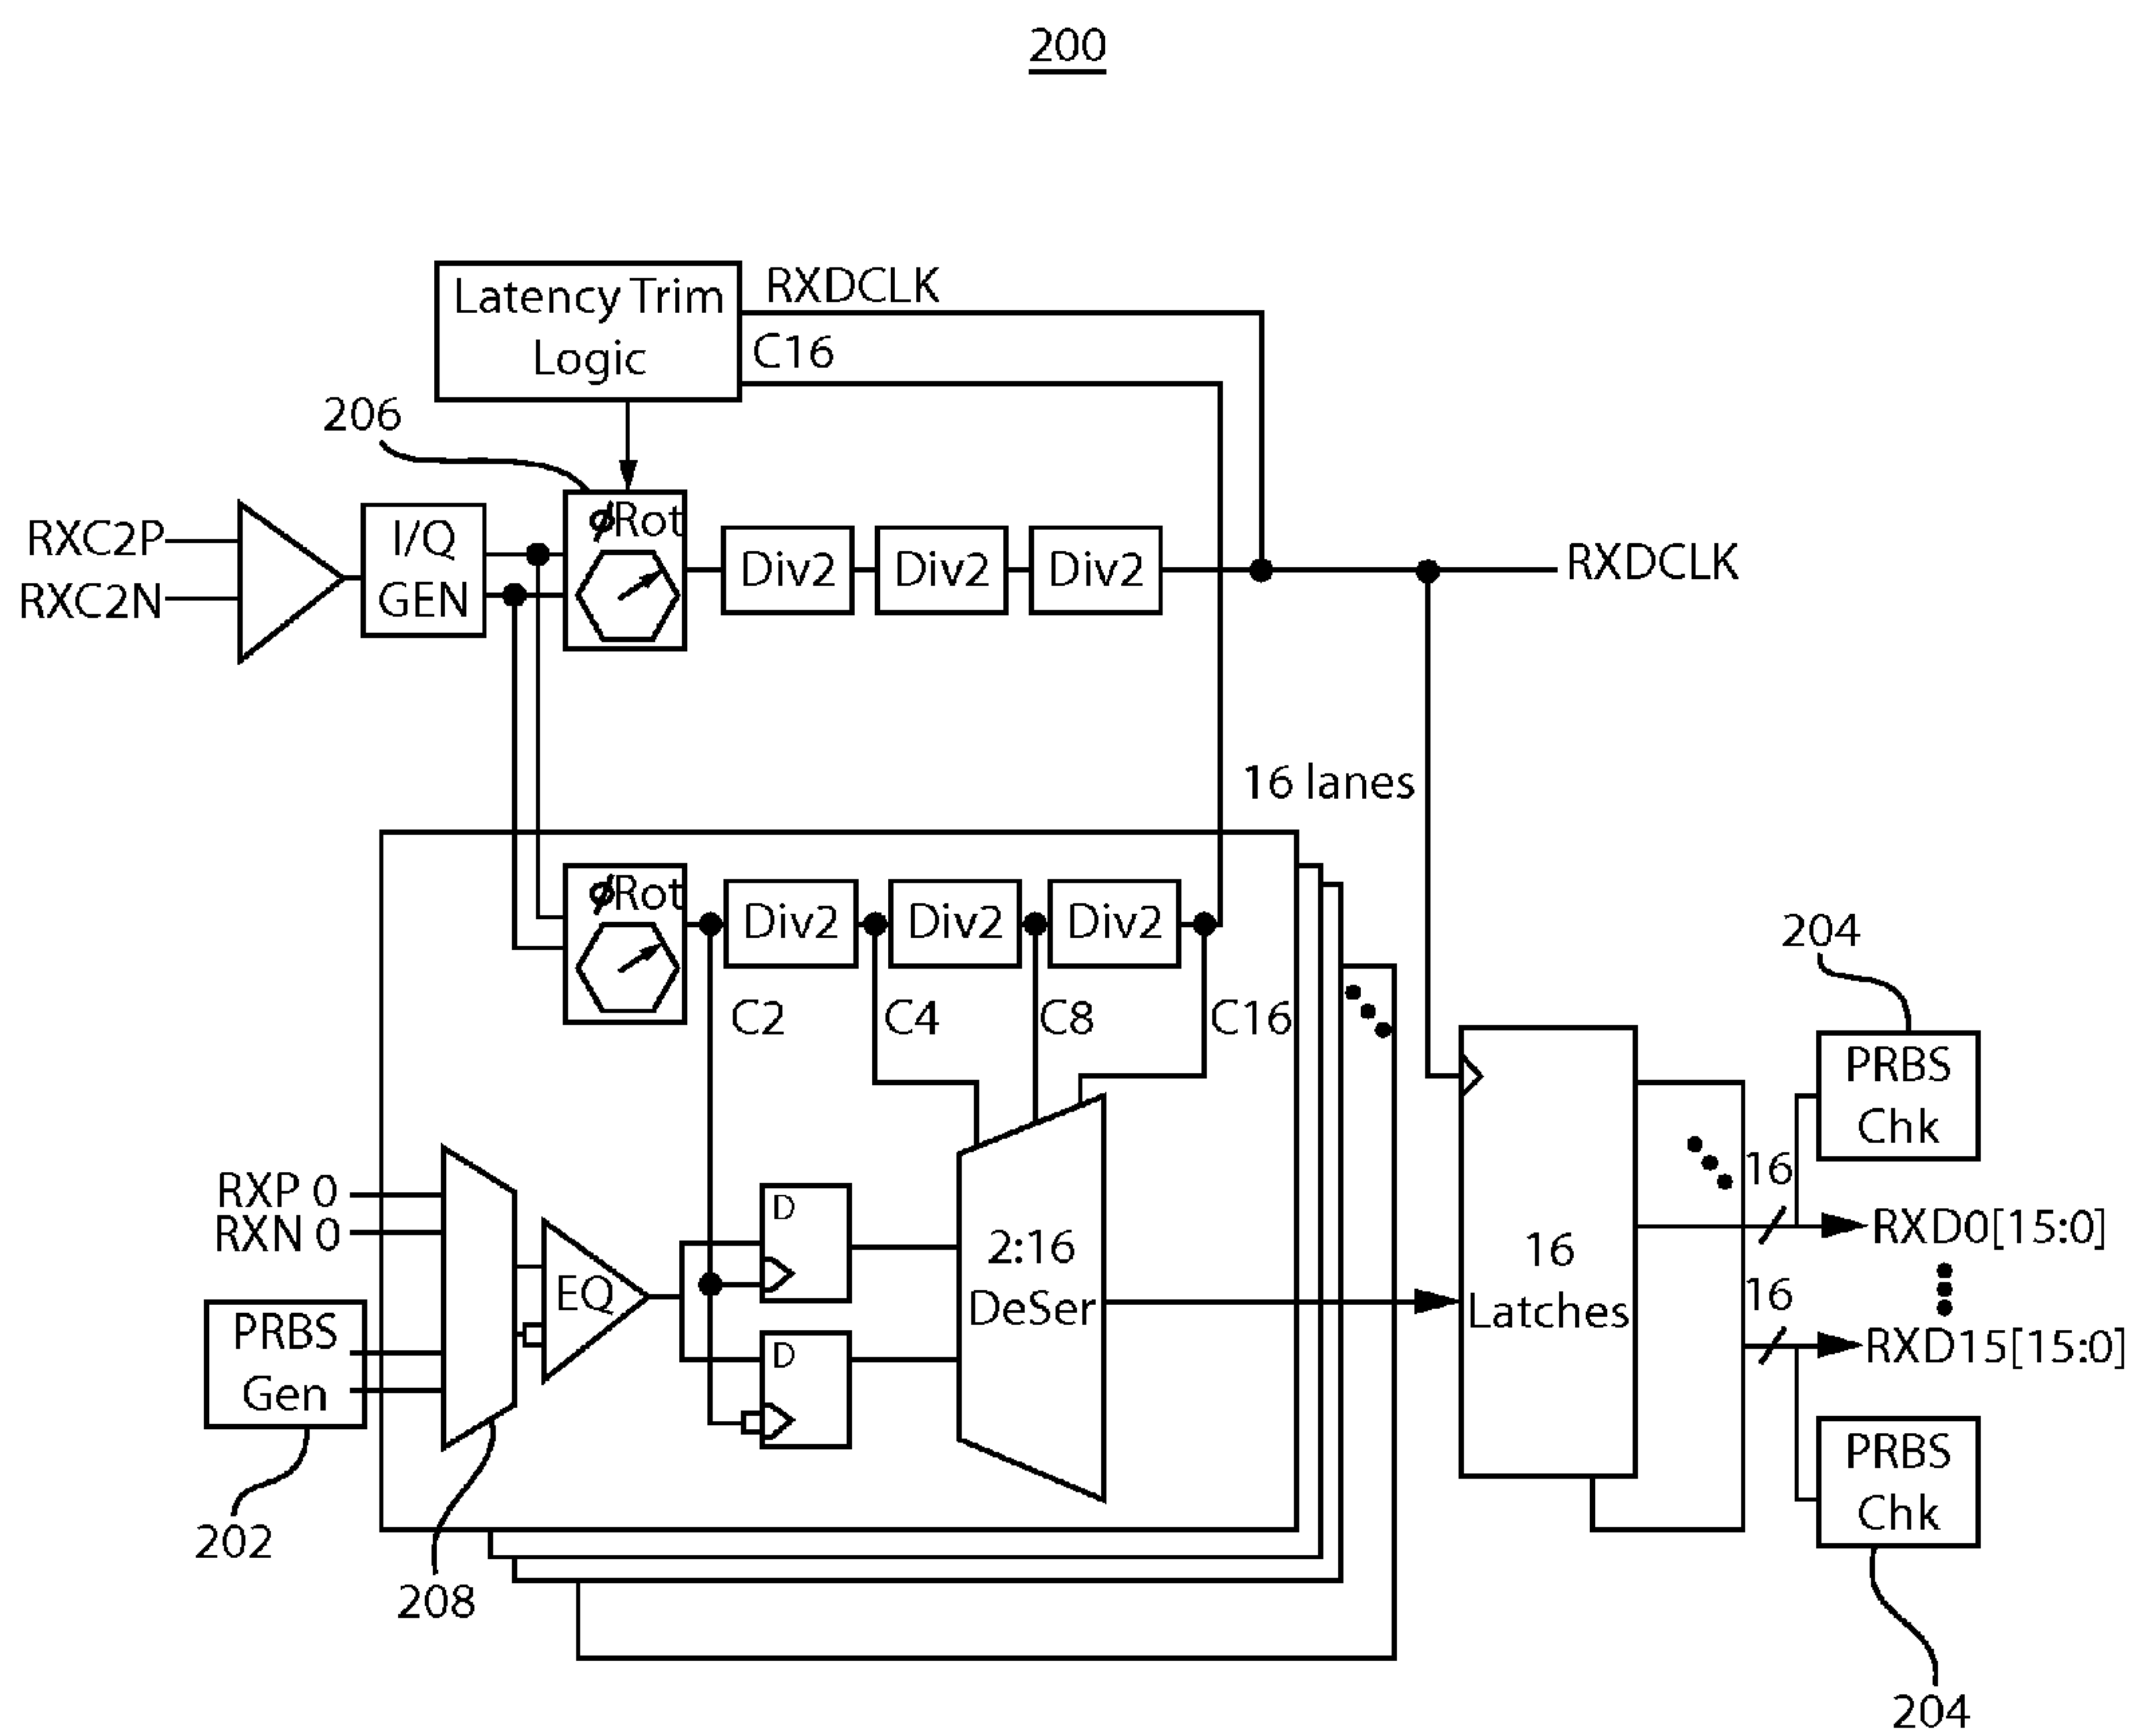 200
Latency Trim
Logic
RXDCLK
C16
206
RXC2P
RXC2N
I/Q
GEN
ϕRot
Div2
Div2
Div2
RXDCLK
16 lanes
ϕRot
Div2
Div2
Div2
C2
C4
C8
C16
204
PRBS
Chk
RXP 0
RXN 0
PRBS
Gen
EQ
D
D
2:16
DeSer
16
Latches
16
RXD0[15:0]
16
RXD15[15:0]
PRBS
Chk
202
208
204